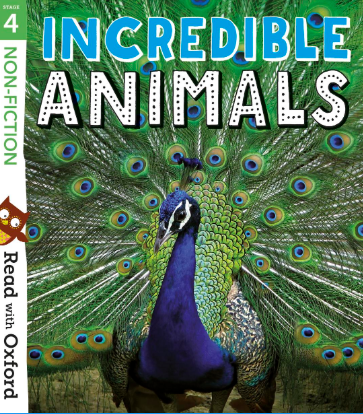 INCREDIBLE
ANIMALS
STAGE
4
NON-FICTION
Read with Oxford